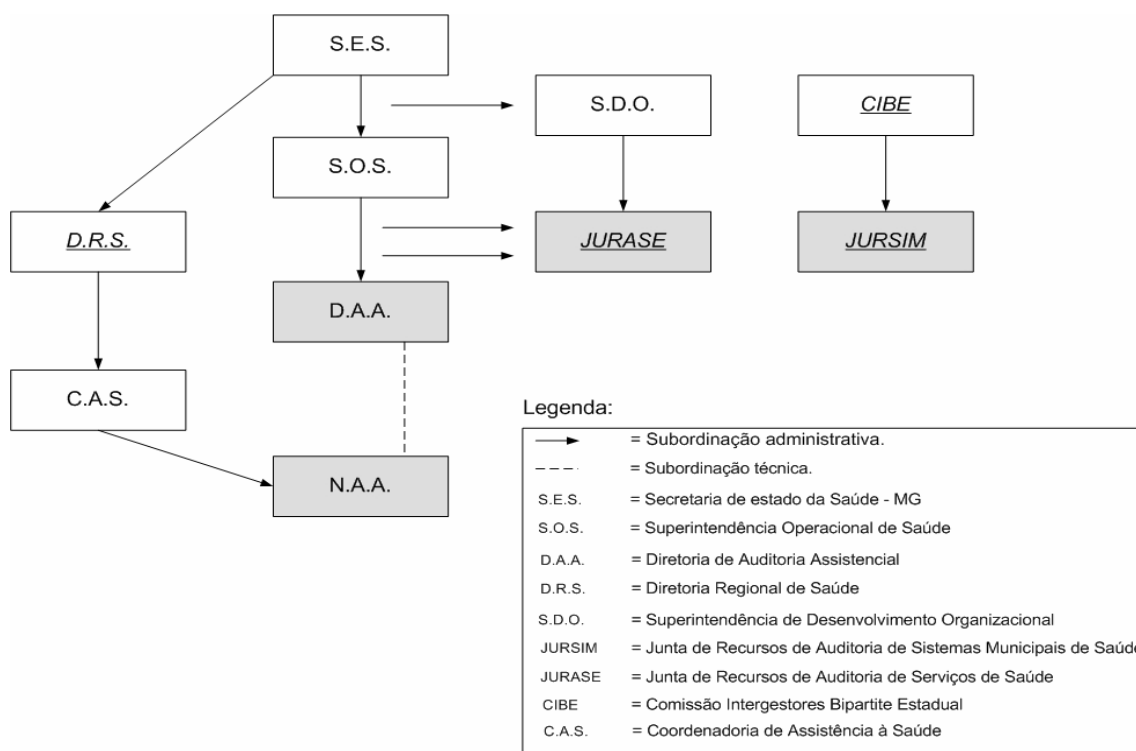 S.E.S.
S.D.O.
CIBE
S.O.S.
D.R.S.
JURASE
JURSIM
D.A.A.
C.A.S.
N.A.A.
Legenda:
= Subordinação administrativa.
= Subordinação técnica.
S.E.S. = Secretaria de estado da Saúde - MG
S.O.S. = Superintendência Operacional de Saúde
D.A.A. = Diretoria de Auditoria Assistencial
D.R.S. = Diretoria Regional de Saúde
S.D.O. = Superintendência de Desenvolvimento Organizacional
JURSIM = Junta de Recursos de Auditoria de Sistemas Municipais de Saúde
JURASE = Junta de Recursos de Auditoria de Serviços de Saúde
CIBE = Comissão Intergestores Bipartite Estadual
C.A.S. = Coordenadoria de Assistência à Saúde